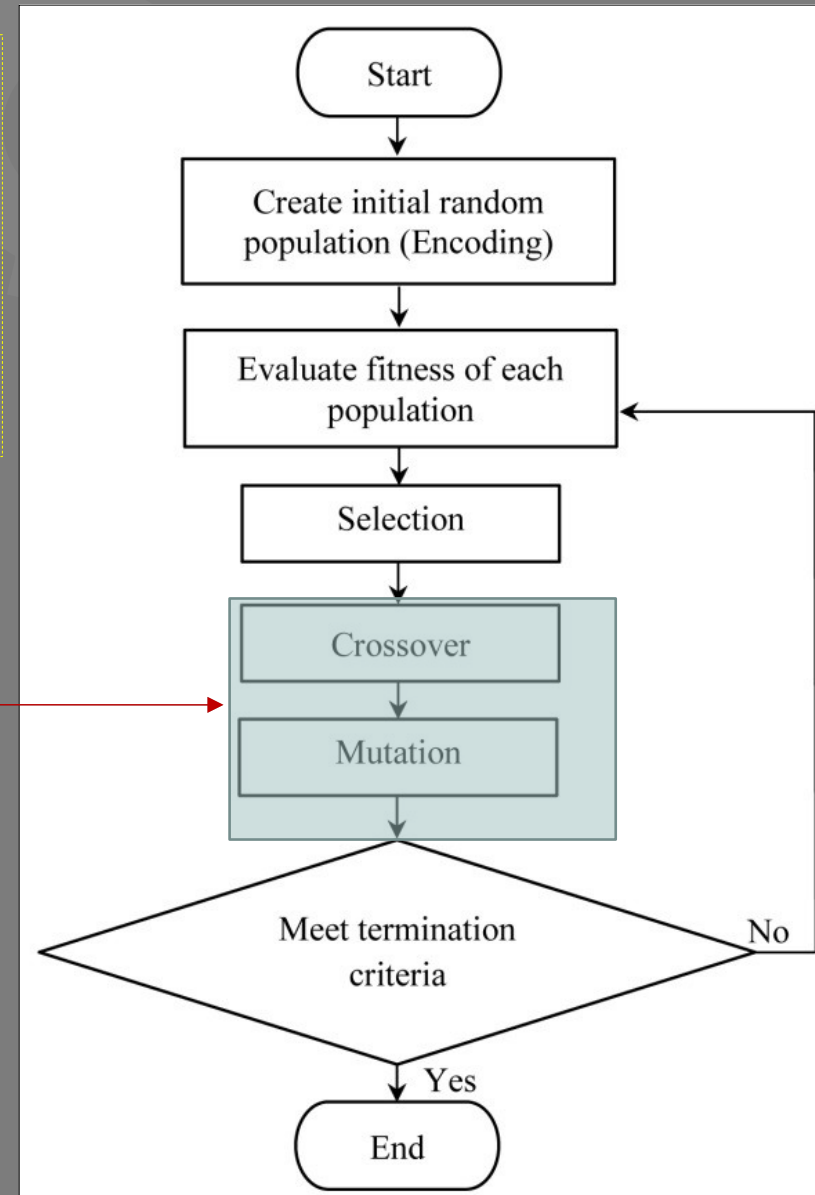 Start
Create initial random
population (Encoding)
Evaluate fitness of each
population
Selection
Crossover
Mutation
Meet termination
criteria
No
Yes
End